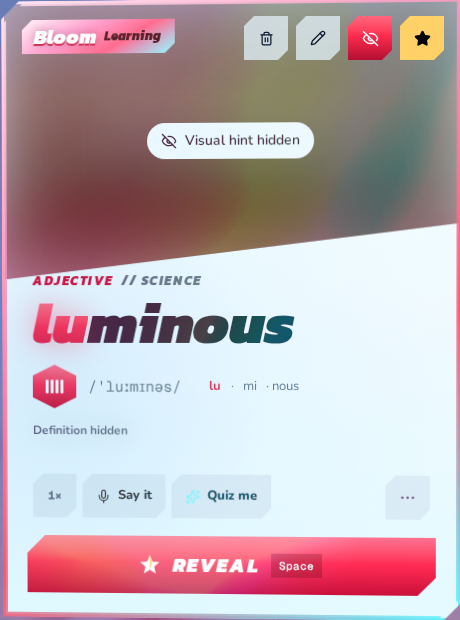 Bloom Learning
Visual hint hidden
ADJECTIVE // SCIENCE
luminous
/ˈluːmɪnəs/ lu · mi · nous
Definition hidden
1× Say it Quiz me ...
REVEAL Space